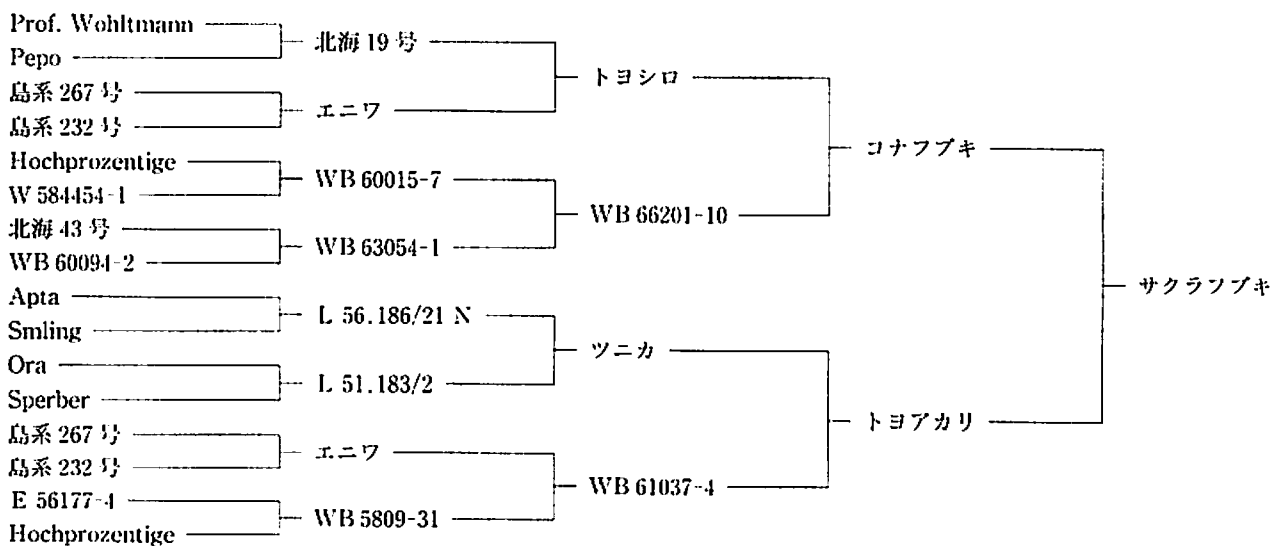 Prof. Wohltmann
Pepo
北海 19 号
トヨシロ
島系 267 号
島系 232 号
エニワ
コナフブキ
Hochprozentige
W 584454-1
WB 60015-7
WB 66201-10
北海 43 号
WB 60094-2
WB 63054-1
サクラフブキ
Apta
Smling
L 56.186/21 N
ツニカ
Ora
Sperber
L 51.183/2
トヨアカリ
島系 267 号
島系 232 号
エニワ
WB 61037-4
E 56177-4
Hochprozentige
WB 5809-31